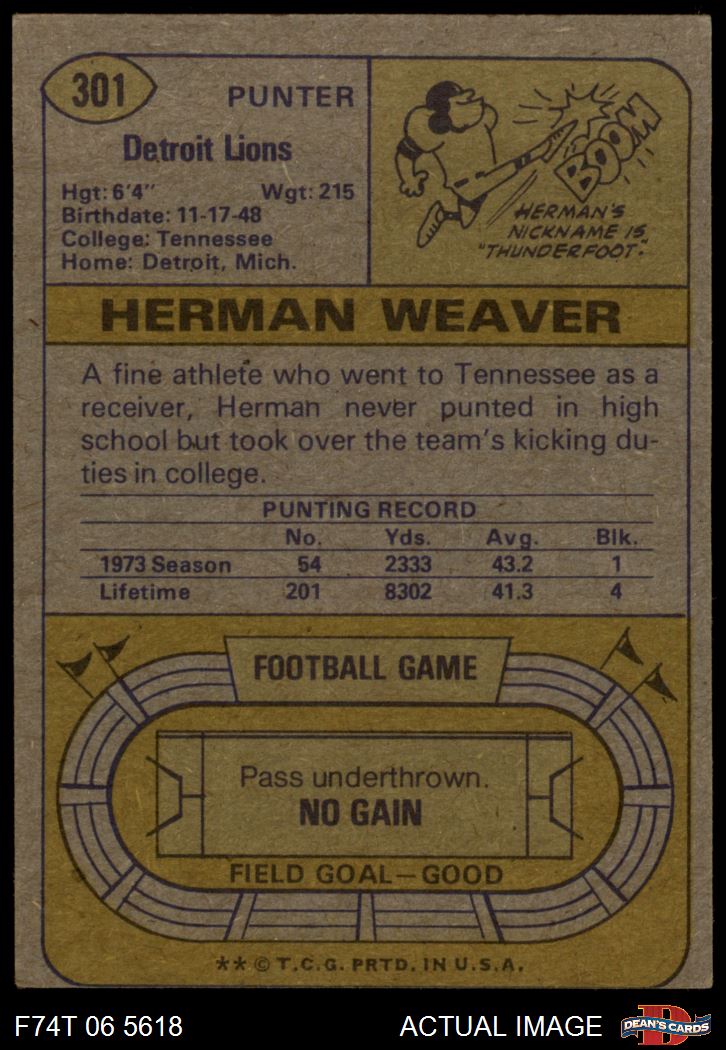 301
PUNTER
Detroit Lions
Hgt: 6'4" Wgt: 215
Birthdate: 11-17-48
College: Tennessee
Home: Detroit, Mich.
BOOM
HERMAN'S
NICKNAME IS
"THUNDERFOOT."
HERMAN WEAVER
A fine athlete who went to Tennessee as a
receiver, Herman never punted in high
school but took over the team's kicking du-
ties in college.
PUNTING RECORD
No. Yds. Avg. Blk.
1973 Season 54 2333 43.2 1
Lifetime 201 8302 41.3 4
FOOTBALL GAME
Pass underthrown.
NO GAIN
FIELD GOAL—GOOD
** © T.C.G. PRTD. IN U.S.A.
F74T 06 5618 ACTUAL IMAGE
D
DEAN'S CARDS